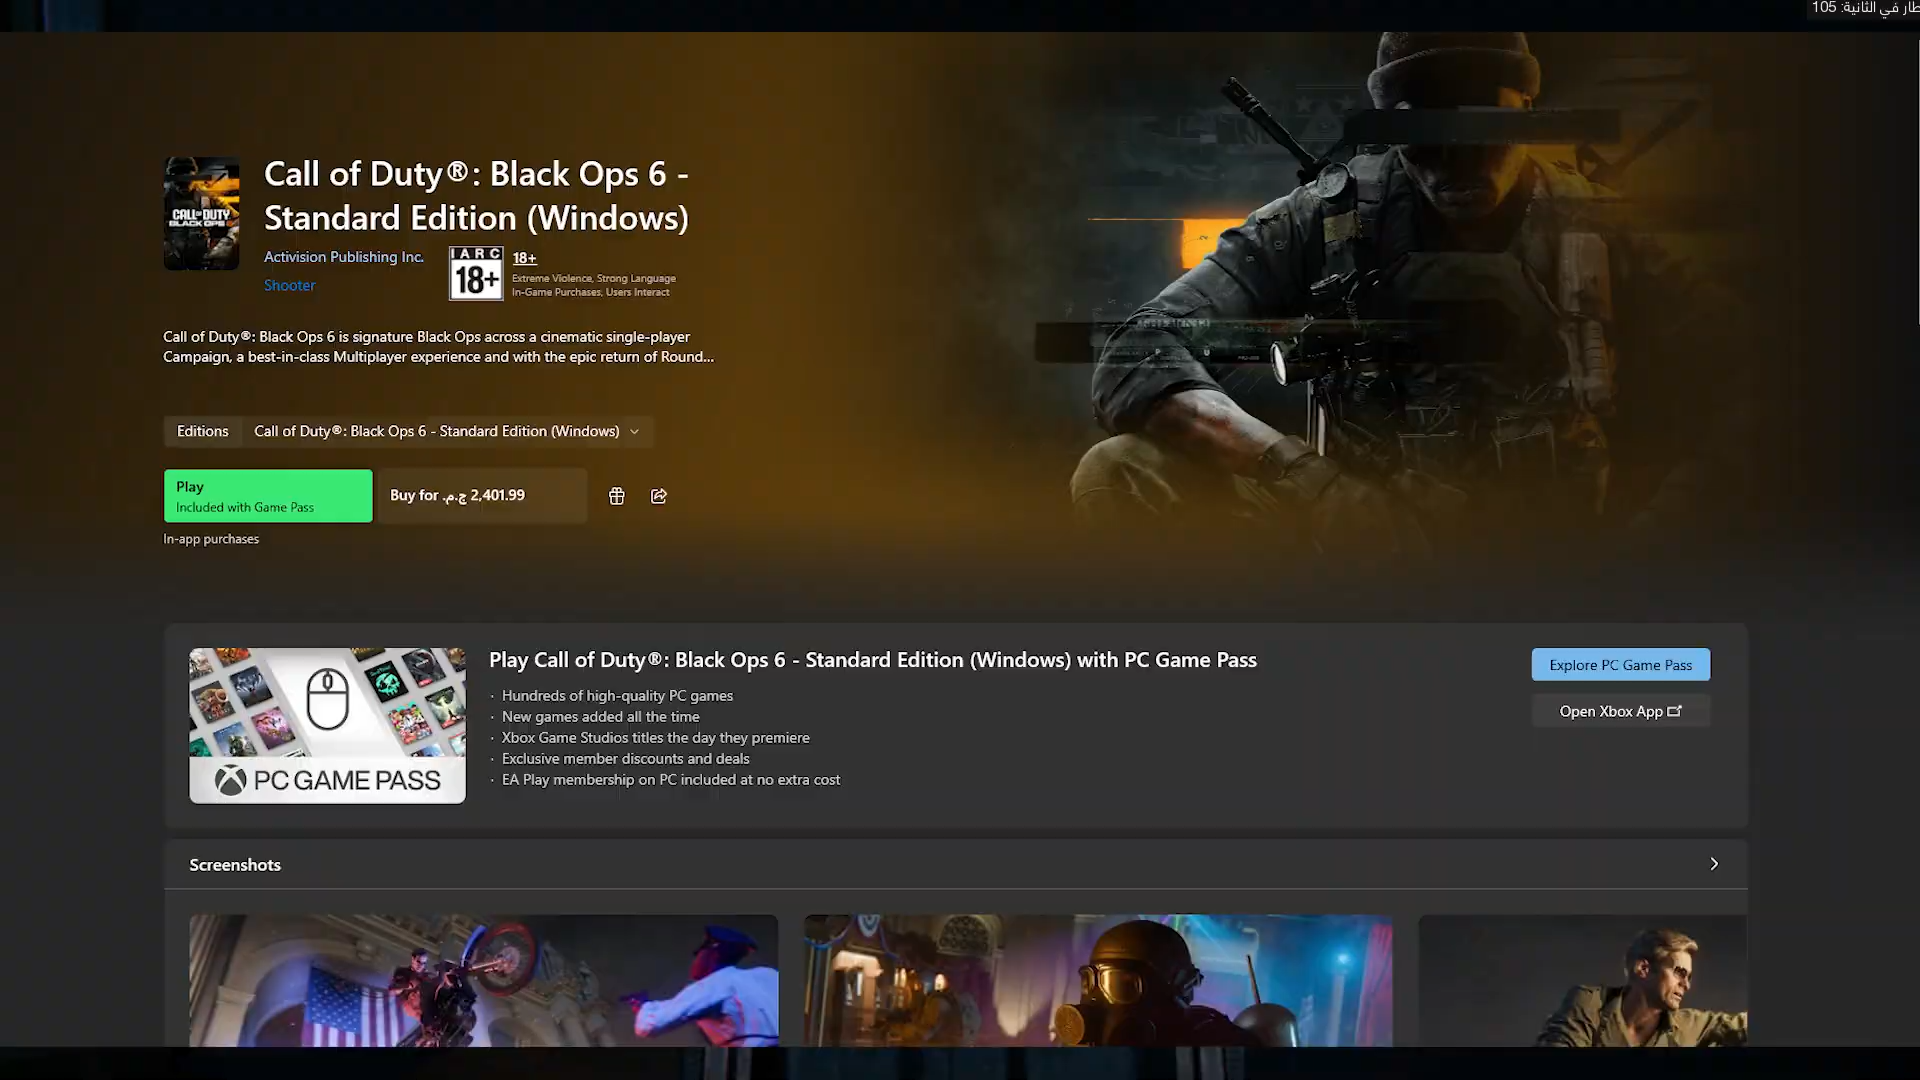 طار في الثانية: 105
Call of Duty®: Black Ops 6 -
Standard Edition (Windows)
CALL OF DUTY
BLACK OPS 6
Activision Publishing Inc.
Shooter
IARC
18+
18+
Extreme Violence, Strong Language
In-Game Purchases, Users Interact
Call of Duty®: Black Ops 6 is signature Black Ops across a cinematic single-player
Campaign, a best-in-class Multiplayer experience and with the epic return of Round...
Editions Call of Duty®: Black Ops 6 - Standard Edition (Windows)
Play
Included with Game Pass
Buy for ج.م.‏ 2,401.99
In-app purchases
Play Call of Duty®: Black Ops 6 - Standard Edition (Windows) with PC Game Pass
· Hundreds of high-quality PC games
· New games added all the time
· Xbox Game Studios titles the day they premiere
· Exclusive member discounts and deals
· EA Play membership on PC included at no extra cost
PC GAME PASS
Explore PC Game Pass
Open Xbox App
Screenshots